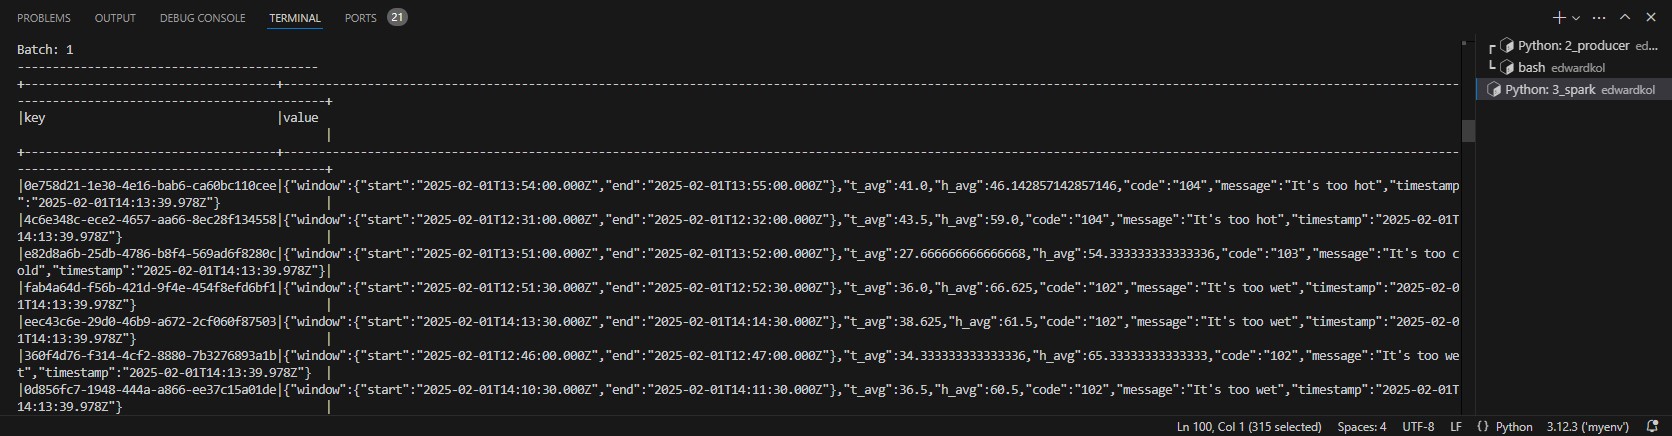 PROBLEMS OUTPUT DEBUG CONSOLE TERMINAL PORTS 21
Batch: 1
-------------------------------------------
|key |value
|
|0e758d21-1e30-4e16-bab6-ca60bc110cee|{"window":{"start":"2025-02-01T13:54:00.000Z","end":"2025-02-01T13:55:00.000Z"},"t_avg":41.0,"h_avg":46.142857142857146,"code":"104","message":"It's too hot","timestamp
":"2025-02-01T14:13:39.978Z"} |
|4c6e348c-ece2-4657-aa66-8ec28f134558|{"window":{"start":"2025-02-01T12:31:00.000Z","end":"2025-02-01T12:32:00.000Z"},"t_avg":43.5,"h_avg":59.0,"code":"104","message":"It's too hot","timestamp":"2025-02-01T
14:13:39.978Z"} |
|e82d8a6b-25db-4786-b8f4-569ad6f8280c|{"window":{"start":"2025-02-01T13:51:00.000Z","end":"2025-02-01T13:52:00.000Z"},"t_avg":27.666666666666668,"h_avg":54.333333333333336,"code":"103","message":"It's too c
old","timestamp":"2025-02-01T14:13:39.978Z"}|
|fab4a64d-f56b-421d-9f4e-454f8efd6bf1|{"window":{"start":"2025-02-01T12:51:30.000Z","end":"2025-02-01T12:52:30.000Z"},"t_avg":36.0,"h_avg":66.625,"code":"102","message":"It's too wet","timestamp":"2025-02-0
1T14:13:39.978Z"} |
|eec43c6e-29d0-46b9-a672-2cf060f87503|{"window":{"start":"2025-02-01T14:13:30.000Z","end":"2025-02-01T14:14:30.000Z"},"t_avg":38.625,"h_avg":61.5,"code":"102","message":"It's too wet","timestamp":"2025-02-0
1T14:13:39.978Z"} |
|360f4d76-f314-4cf2-8880-7b3276893a1b|{"window":{"start":"2025-02-01T12:46:00.000Z","end":"2025-02-01T12:47:00.000Z"},"t_avg":34.333333333333336,"h_avg":65.33333333333333,"code":"102","message":"It's too we
t","timestamp":"2025-02-01T14:13:39.978Z"} |
|0d856fc7-1948-444a-a866-ee37c15a01de|{"window":{"start":"2025-02-01T14:10:30.000Z","end":"2025-02-01T14:11:30.000Z"},"t_avg":36.5,"h_avg":60.5,"code":"102","message":"It's too wet","timestamp":"2025-02-01T
14:13:39.978Z"} |
Python: 2_producer ed...
bash edwardkol
Python: 3_spark edwardkol
Ln 100, Col 1 (315 selected) Spaces: 4 UTF-8 LF {} Python 3.12.3 ('myenv')